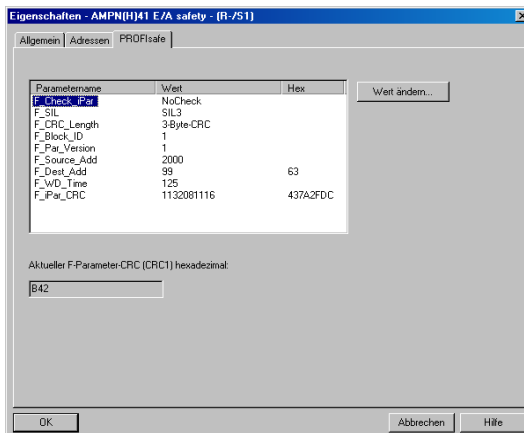 Eigenschaften - AMPN(H)41 E/A safety - (R-/S1)
Allgemein Adressen PROFIsafe
Parametername Wert Hex
F_Check_iPar NoCheck
F_SIL SIL3
F_CRC_Length 3-Byte-CRC
F_Block_ID 1
F_Par_Version 1
F_Source_Add 2000
F_Dest_Add 99 63
F_WD_Time 125
F_iPar_CRC 1132081116 437A2FDC
Wert ändern...
Aktueller F-Parameter-CRC (CRC1) hexadezimal:
B42
OK Abbrechen Hilfe